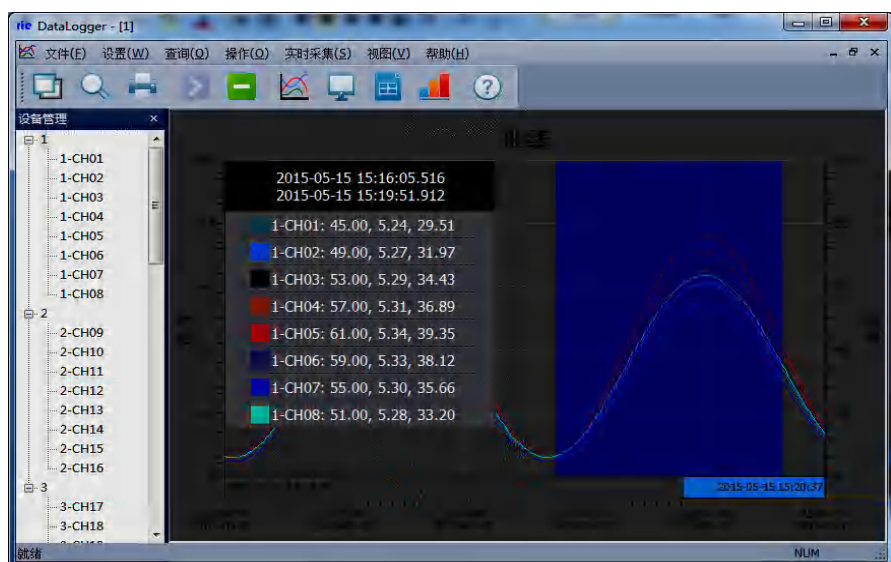 rie DataLogger - [1]
文件(F) 设置(W) 查询(Q) 操作(O) 实时采集(S) 视图(V) 帮助(H)
设备管理
1
1-CH01
1-CH02
1-CH03
1-CH04
1-CH05
1-CH06
1-CH07
1-CH08
2
2-CH09
2-CH10
2-CH11
2-CH12
2-CH13
2-CH14
2-CH15
2-CH16
3
3-CH17
3-CH18
2015-05-15 15:16:05.516
2015-05-15 15:19:51.912
1-CH01: 45.00, 5.24, 29.51
1-CH02: 49.00, 5.27, 31.97
1-CH03: 53.00, 5.29, 34.43
1-CH04: 57.00, 5.31, 36.89
1-CH05: 61.00, 5.34, 39.35
1-CH06: 59.00, 5.33, 38.12
1-CH07: 55.00, 5.30, 35.66
1-CH08: 51.00, 5.28, 33.20
2015-05-15 15:20:37
就绪
NUM